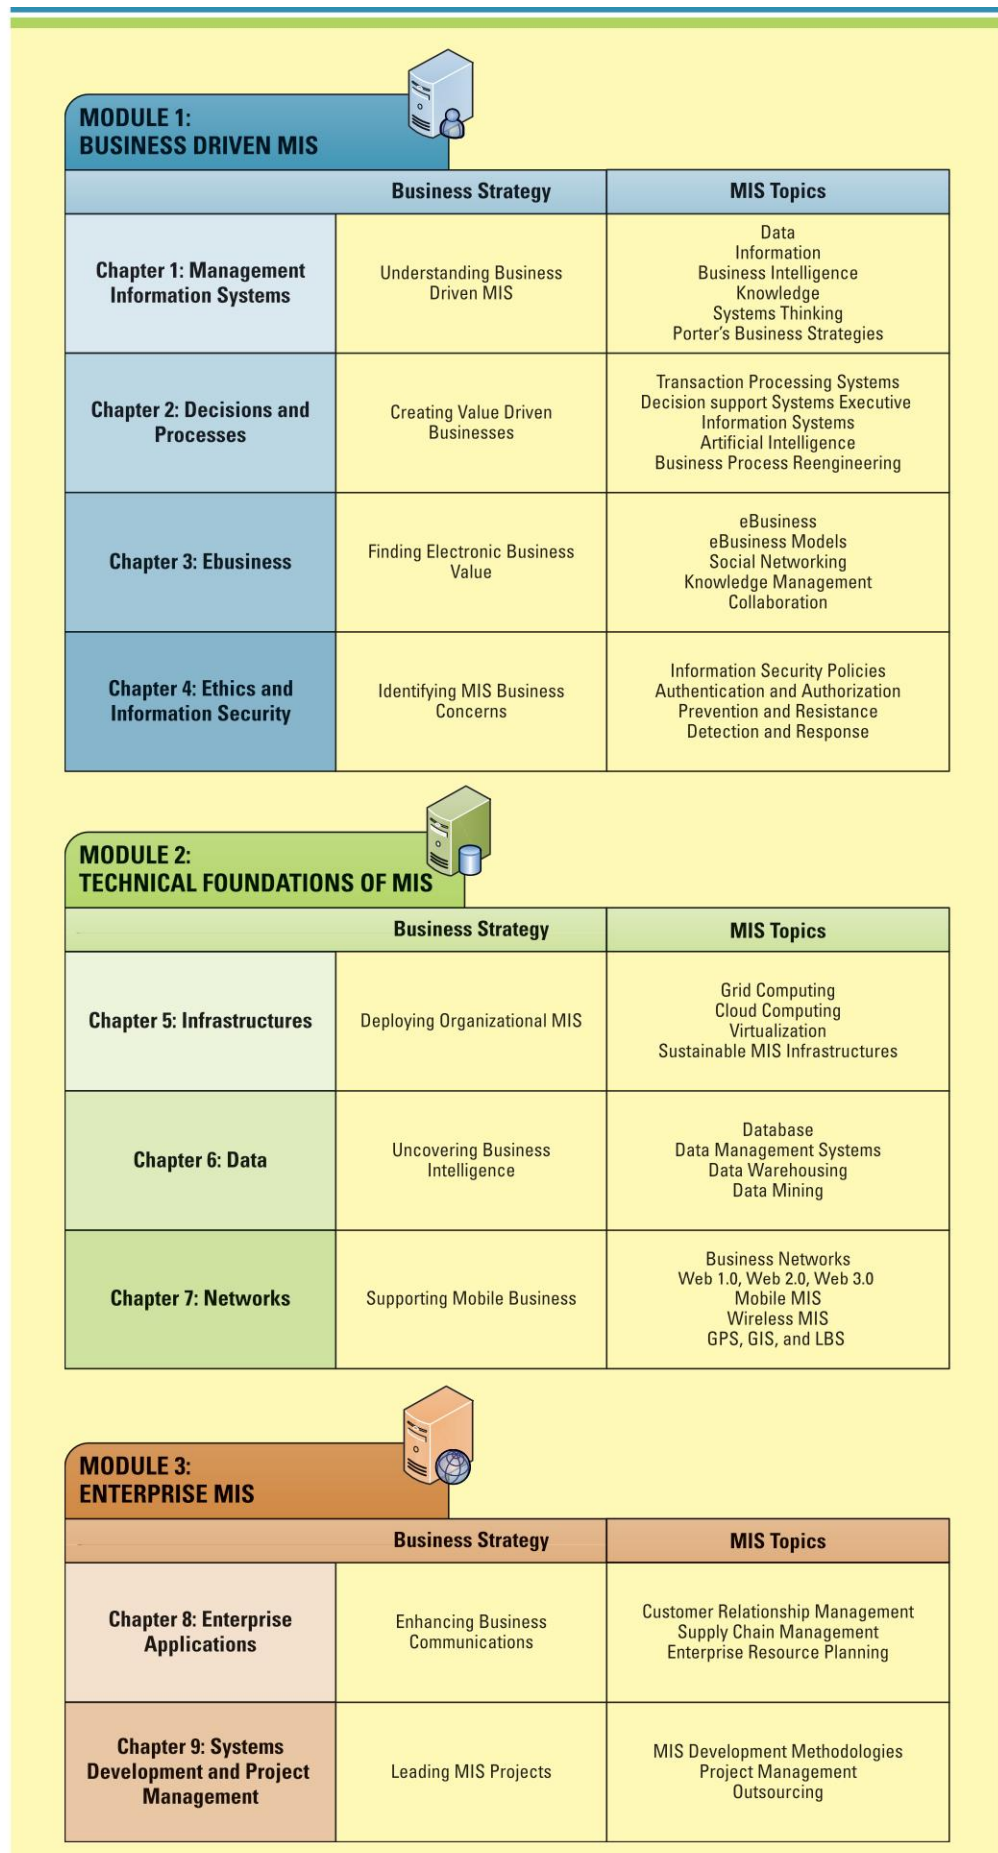 MODULE 1:
BUSINESS DRIVEN MIS
Business Strategy
MIS Topics
Chapter 1: Management
Information Systems
Understanding Business
Driven MIS
Data
Information
Business Intelligence
Knowledge
Systems Thinking
Porter's Business Strategies
Chapter 2: Decisions and
Processes
Creating Value Driven
Businesses
Transaction Processing Systems
Decision support Systems Executive
Information Systems
Artificial Intelligence
Business Process Reengineering
Chapter 3: Ebusiness
Finding Electronic Business
Value
eBusiness
eBusiness Models
Social Networking
Knowledge Management
Collaboration
Chapter 4: Ethics and
Information Security
Identifying MIS Business
Concerns
Information Security Policies
Authentication and Authorization
Prevention and Resistance
Detection and Response
MODULE 2:
TECHNICAL FOUNDATIONS OF MIS
Business Strategy
MIS Topics
Chapter 5: Infrastructures
Deploying Organizational MIS
Grid Computing
Cloud Computing
Virtualization
Sustainable MIS Infrastructures
Chapter 6: Data
Uncovering Business
Intelligence
Database
Data Management Systems
Data Warehousing
Data Mining
Chapter 7: Networks
Supporting Mobile Business
Business Networks
Web 1.0, Web 2.0, Web 3.0
Mobile MIS
Wireless MIS
GPS, GIS, and LBS
MODULE 3:
ENTERPRISE MIS
Business Strategy
MIS Topics
Chapter 8: Enterprise
Applications
Enhancing Business
Communications
Customer Relationship Management
Supply Chain Management
Enterprise Resource Planning
Chapter 9: Systems
Development and Project
Management
Leading MIS Projects
MIS Development Methodologies
Project Management
Outsourcing